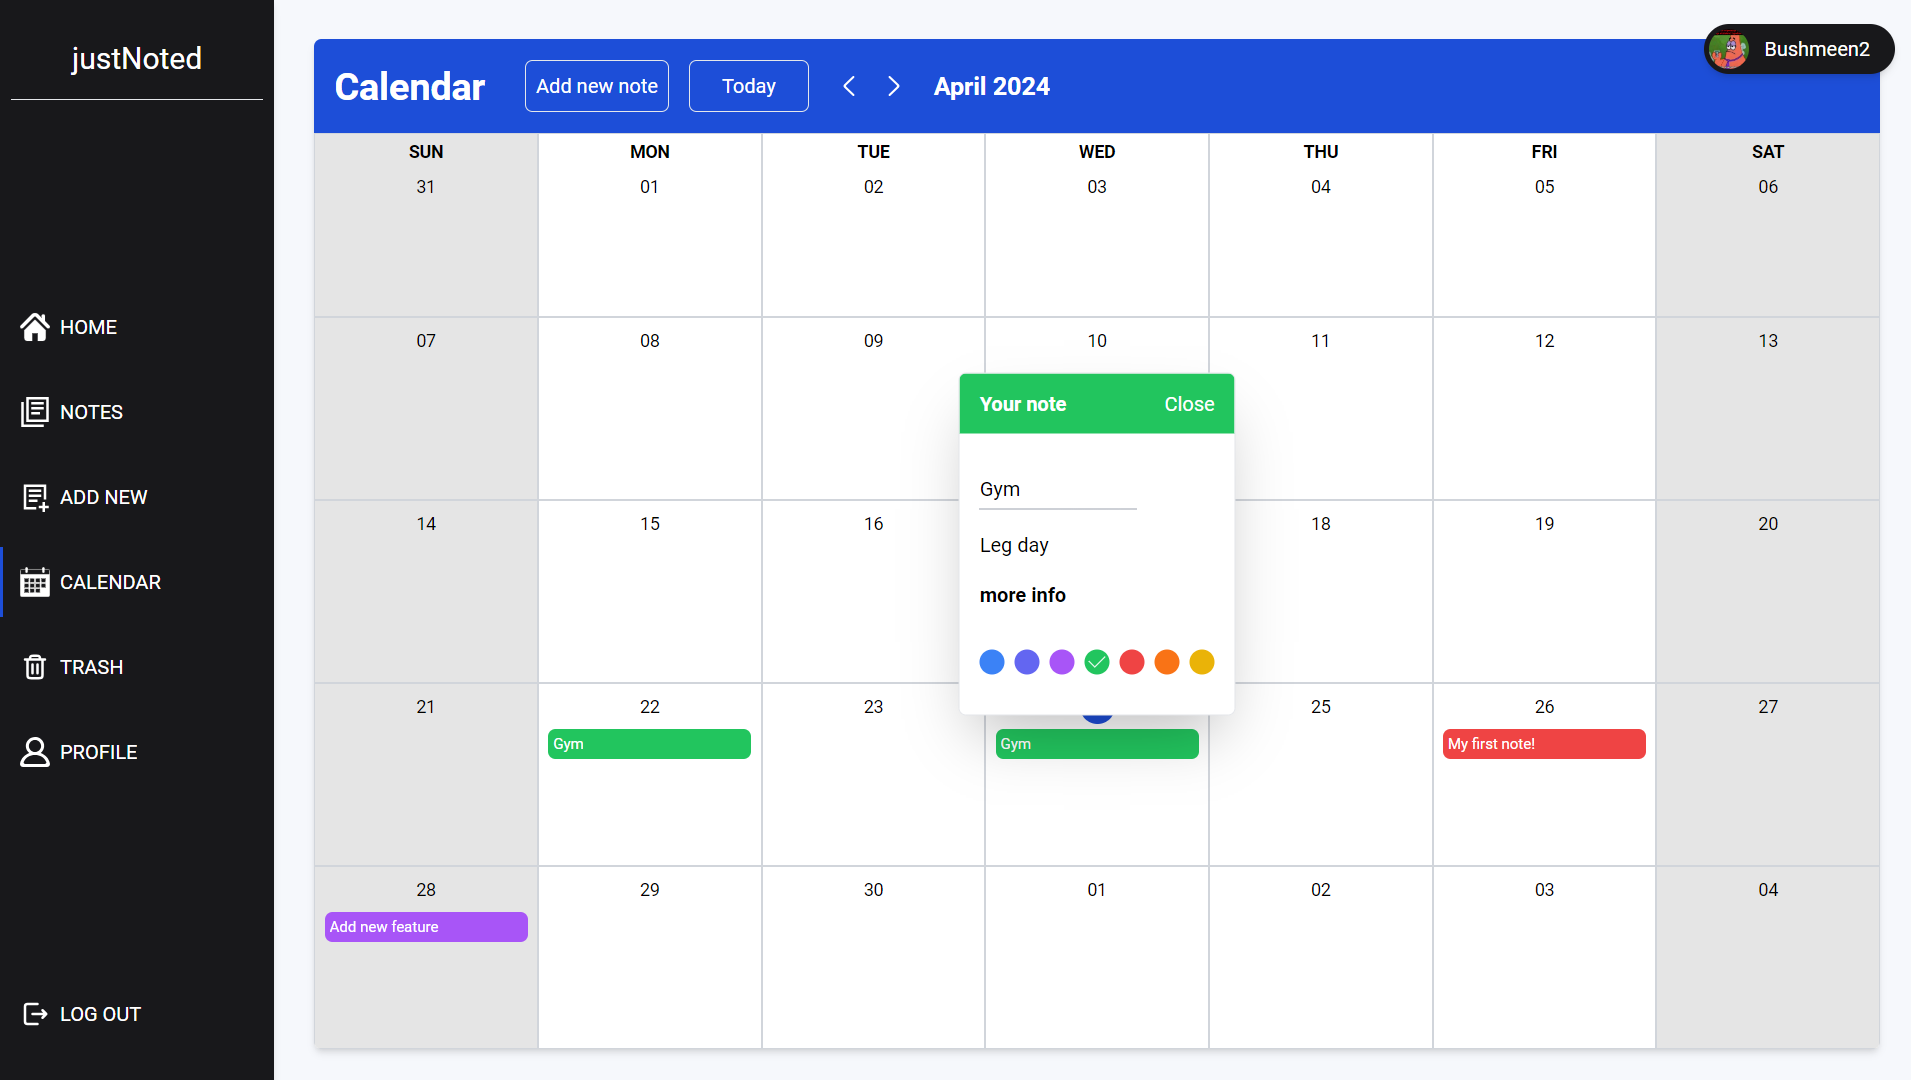 justNoted
HOME
NOTES
ADD NEW
CALENDAR
TRASH
PROFILE
LOG OUT
Bushmeen2
Calendar Add new note Today April 2024
SUN MON TUE WED THU FRI SAT
31 01 02 03 04 05 06
07 08 09 10 11 12 13
Your note Close
Gym
Leg day
more info
14 15 16 18 19 20
21 22 23 25 26 27
Gym Gym My first note!
28 29 30 01 02 03 04
Add new feature